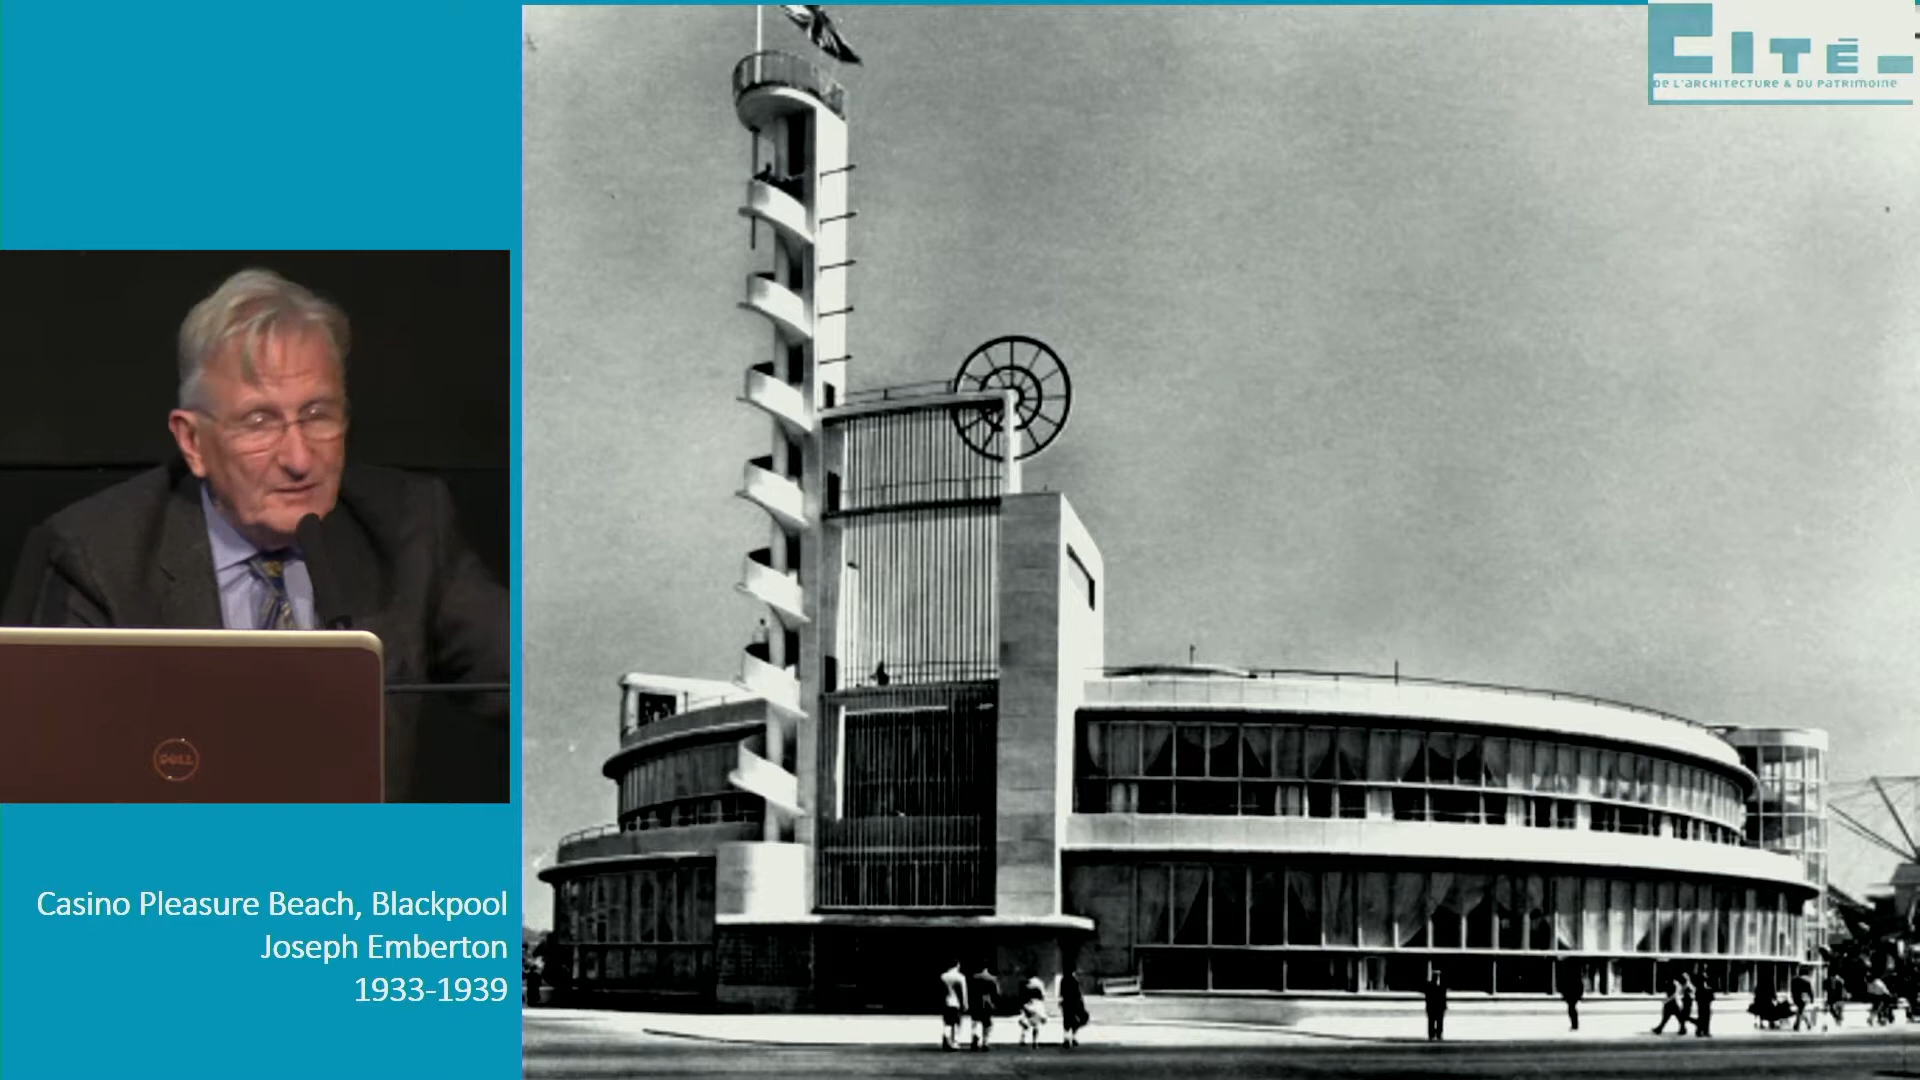 CITÉ
DE L'ARCHITECTURE & DU PATRIMOINE
DELL
Casino Pleasure Beach, Blackpool
Joseph Emberton
1933-1939